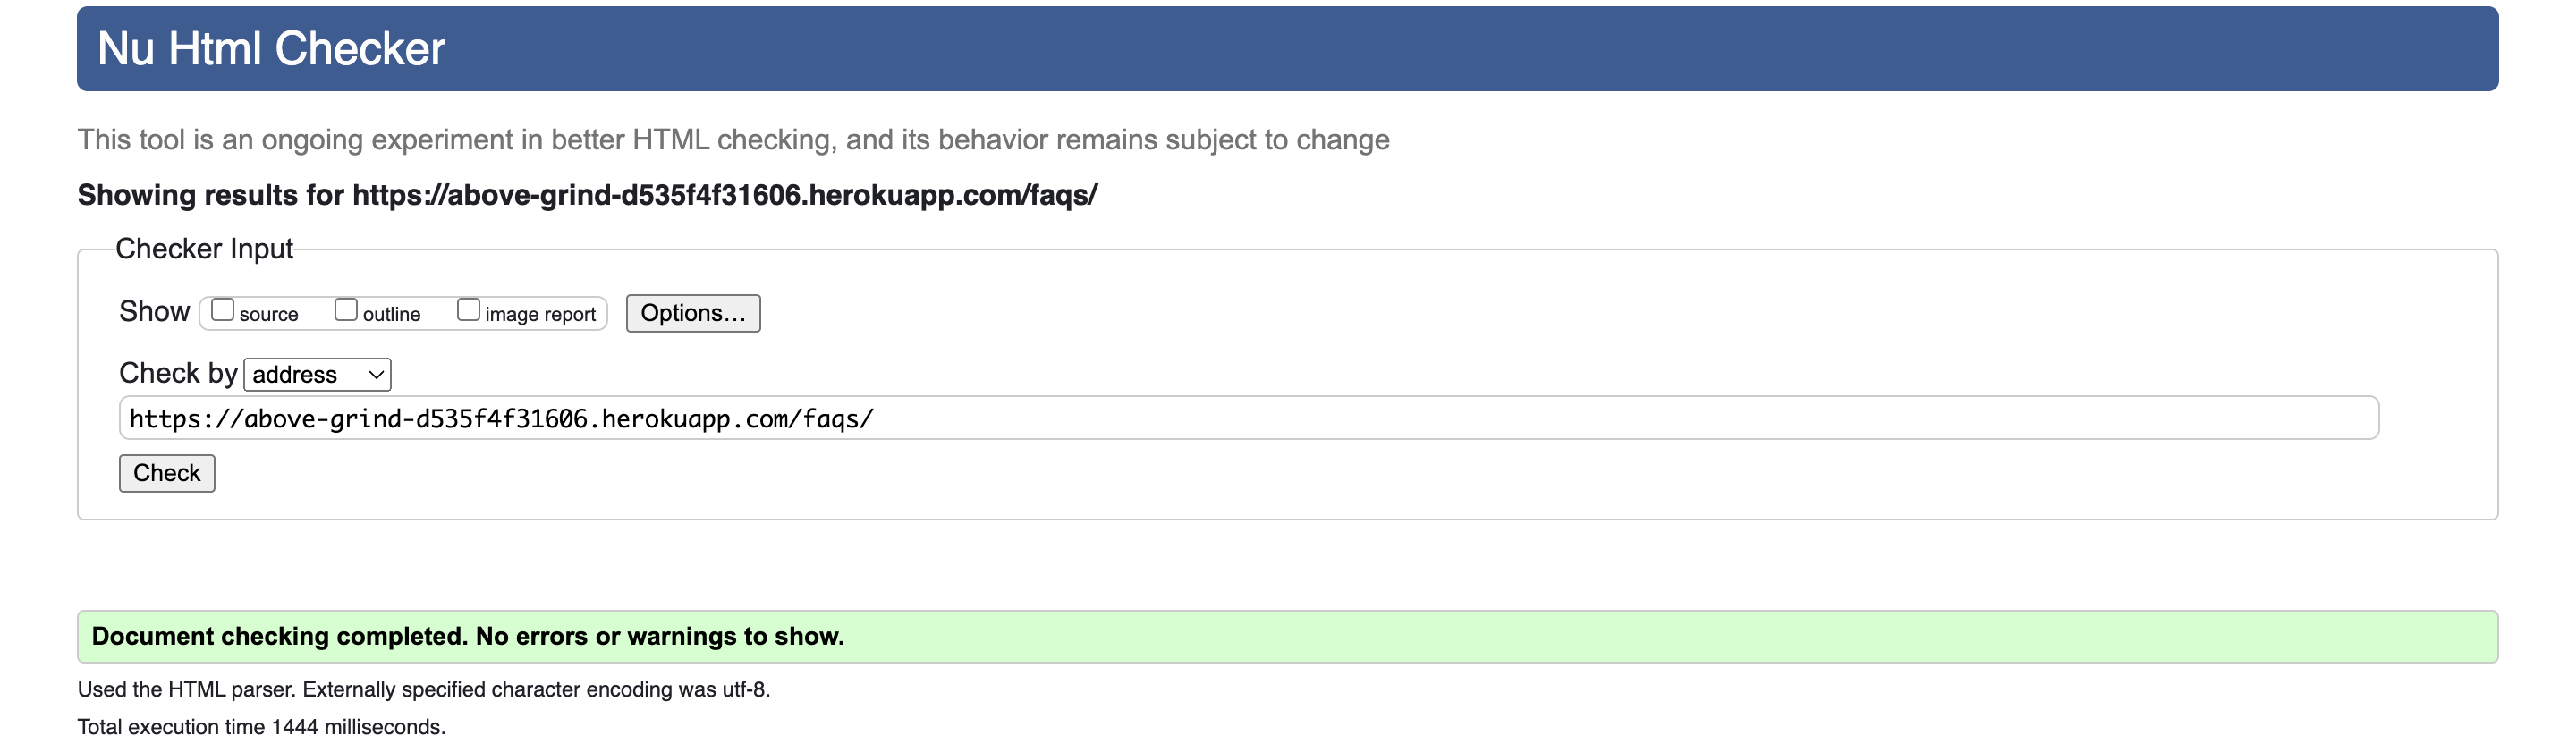 Nu Html Checker
This tool is an ongoing experiment in better HTML checking, and its behavior remains subject to change
Showing results for https://above-grind-d535f4f31606.herokuapp.com/faqs/
Checker Input
Show source outline image report Options…
Check by address
https://above-grind-d535f4f31606.herokuapp.com/faqs/
Check
Document checking completed. No errors or warnings to show.
Used the HTML parser. Externally specified character encoding was utf-8.
Total execution time 1444 milliseconds.